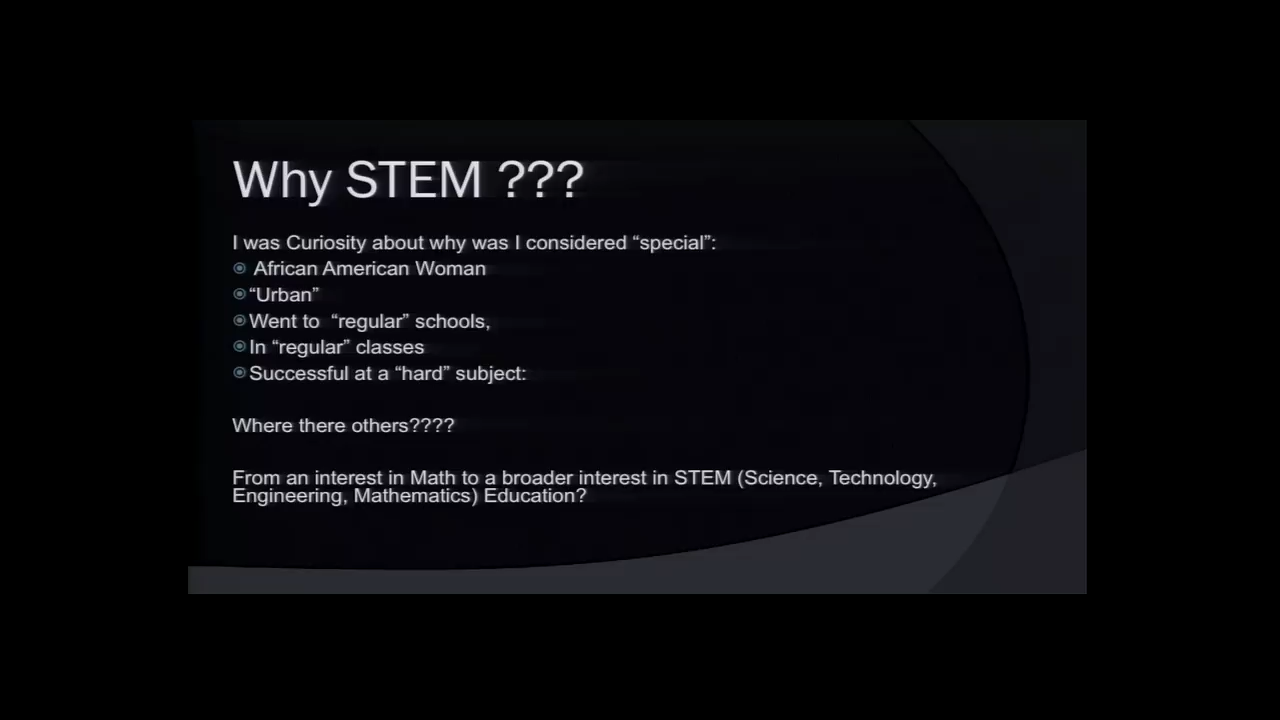 Why STEM ???
I was Curiosity about why was I considered “special”:
African American Woman
“Urban”
Went to “regular” schools,
In “regular” classes
Successful at a “hard” subject:
Where there others????
From an interest in Math to a broader interest in STEM (Science, Technology,
Engineering, Mathematics) Education?